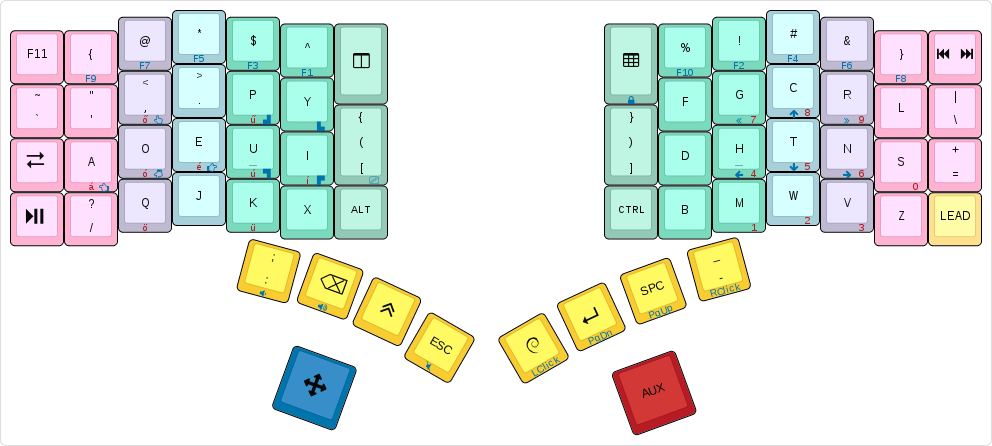 F11
{
F9
@
F7
*
F5
$
F3
^
F1
~
`
"
'
<
,
ő
>
.
P
ű
Y
{
(
[
A
á
O
ó
E
é
U
ú
I
í
?
/
Q
ö
J
K
ü
X
ALT
%
F10
!
F2
#
F4
&
F6
}
F8
}
)
]
F
G
« 7
C
8
R
» 9
L
|
\
D
H
4
T
5
N
6
S
0
+
=
CTRL
B
M
1
W
2
V
3
Z
LEAD
;
:
ESC
LClick
PgDn
SPC
PgUp
_
-
RClick
AUX